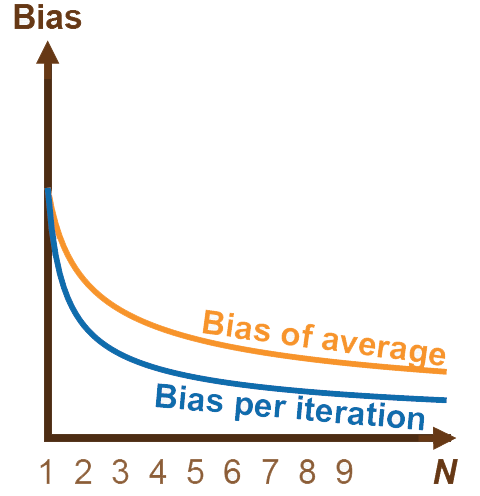 Bias
Bias of average
Bias per iteration
1 2 3 4 5 6 7 8 9 N